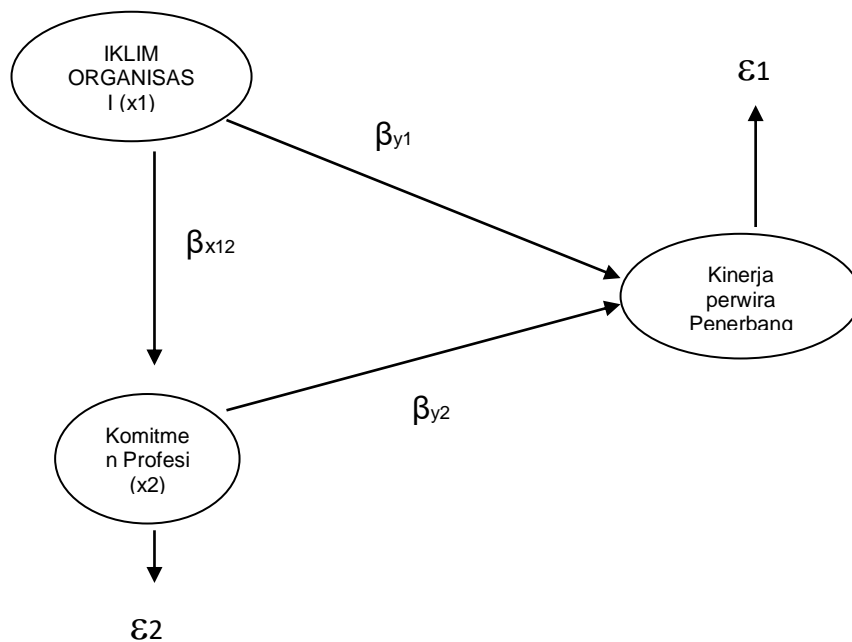 IKLIM
ORGANISAS
I (x1)
ε1
βy1
βx12
Kinerja
perwira
Penerbang
βy2
Komitme
n Profesi
(x2)
ε2